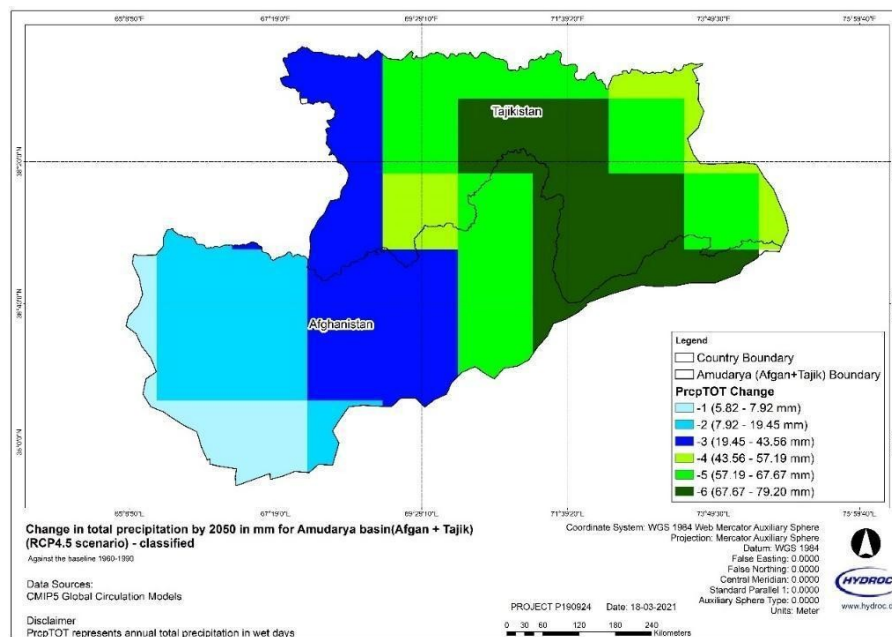 65°8'50"E 67°19'0"E 69°29'10"E 71°39'20"E 73°49'30"E 75°59'40"E
Tajikistan
Afghanistan
Legend
Country Boundary
Amudarya (Afgan+Tajik) Boundary
PrcpTOT Change
-1 (5.82 - 7.92 mm)
-2 (7.92 - 19.45 mm)
-3 (19.45 - 43.56 mm)
-4 (43.56 - 57.19 mm)
-5 (57.19 - 67.67 mm)
-6 (67.67 - 79.20 mm)
65°8'50"E 67°19'0"E 69°29'10"E 71°39'20"E 73°49'30"E 75°59'40"E
Change in total precipitation by 2050 in mm for Amudarya basin(Afgan + Tajik)
(RCP4.5 scenario) - classified
Against the baseline 1960-1990
Data Sources:
CMIP5 Global Circulation Models
Disclaimer
PrcpTOT represents annual total precipitation in wet days
Coordinate System: WGS 1984 Web Mercator Auxiliary Sphere
Projection: Mercator Auxiliary Sphere
Datum: WGS 1984
False Easting: 0.0000
False Northing: 0.0000
Central Meridian: 0.0000
Standard Parallel 1: 0.0000
Auxiliary Sphere Type: 0.0000
Units: Meter
PROJECT P190924 Date: 18-03-2021
0 30 60 120 180 240
Kilometers
HYDROC
www.hydroc.d